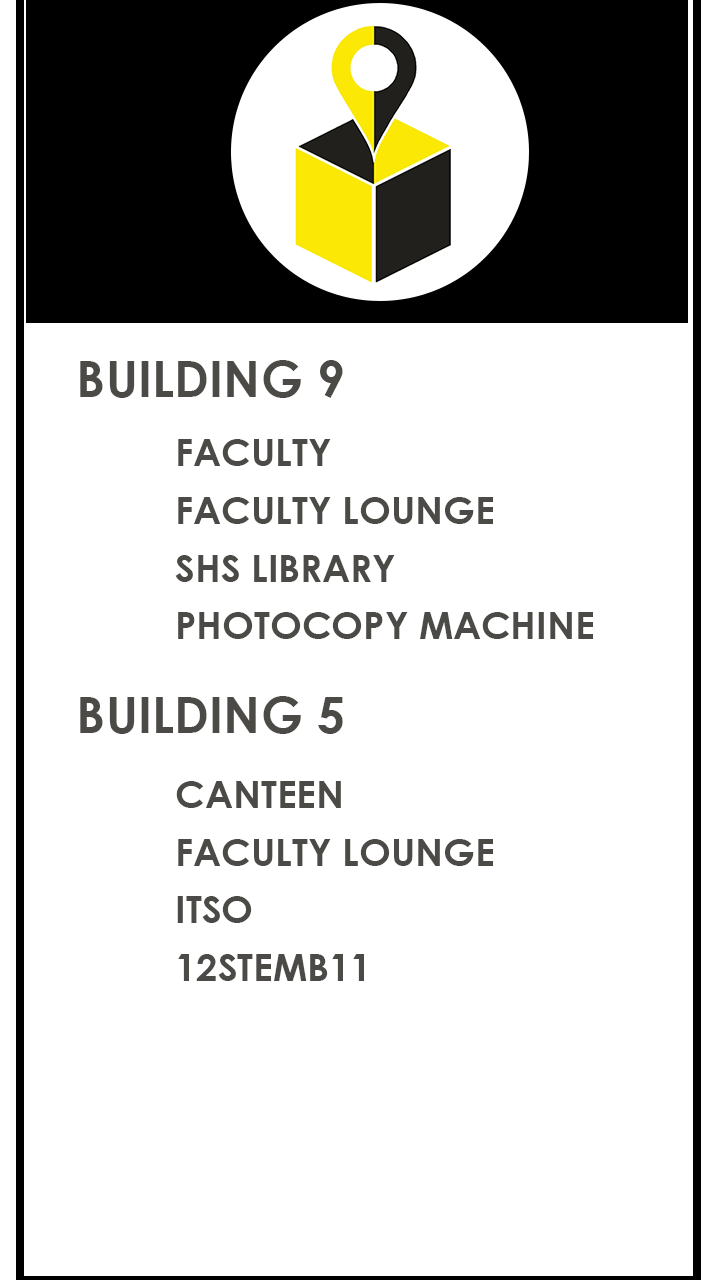 BUILDING 9
FACULTY
FACULTY LOUNGE
SHS LIBRARY
PHOTOCOPY MACHINE
BUILDING 5
CANTEEN
FACULTY LOUNGE
ITSO
12STEMB11